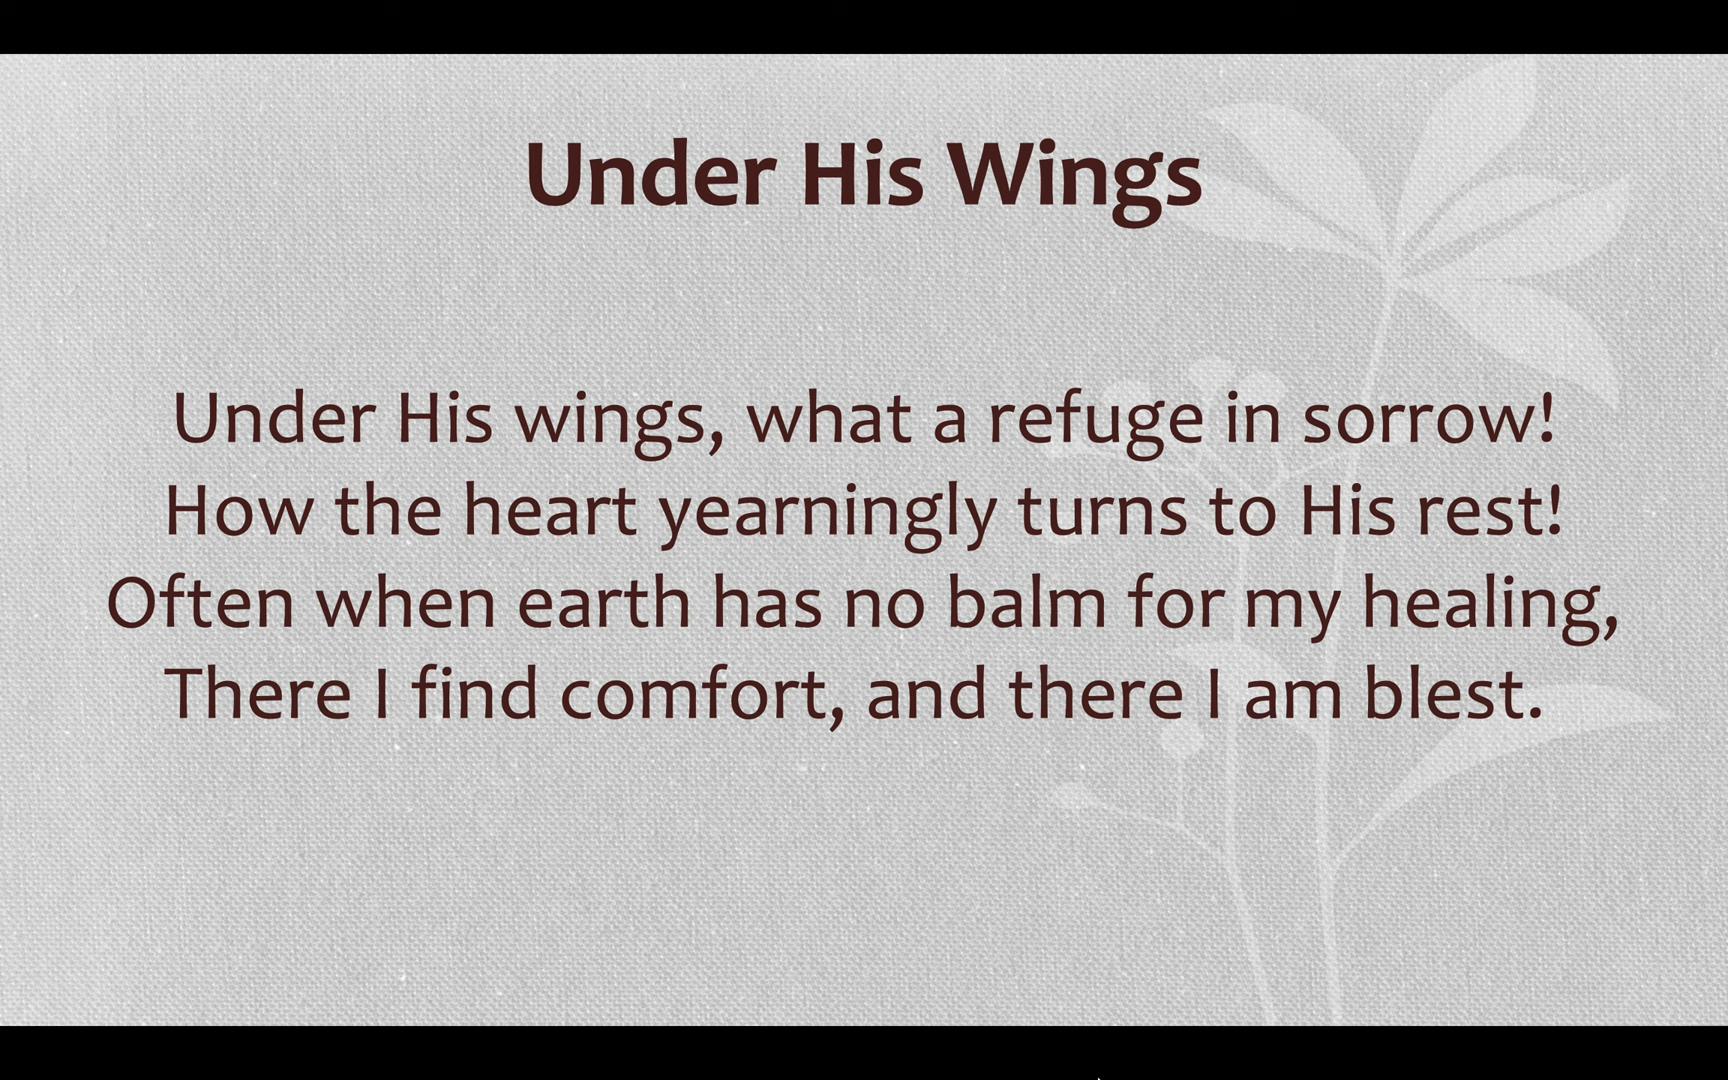 Under His Wings
Under His wings, what a refuge in sorrow!
How the heart yearningly turns to His rest!
Often when earth has no balm for my healing,
There I find comfort, and there I am blest.